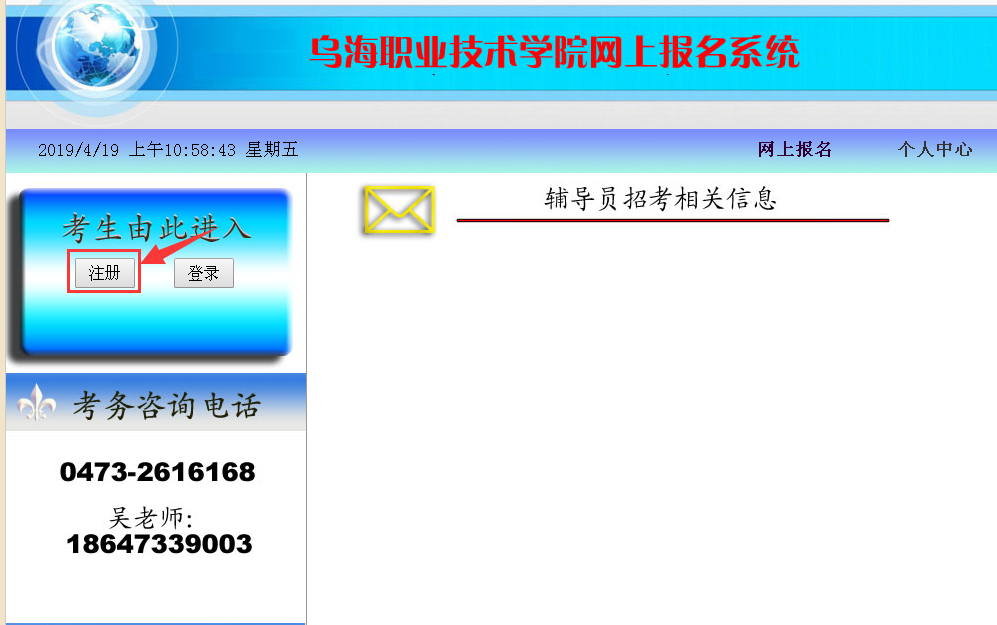 乌海职业技术学院网上报名系统
2019/4/19 上午10:58:43 星期五
网上报名
个人中心
考生由此进入
注册
登录
辅导员招考相关信息
考务咨询电话
0473-2616168
吴老师:
18647339003